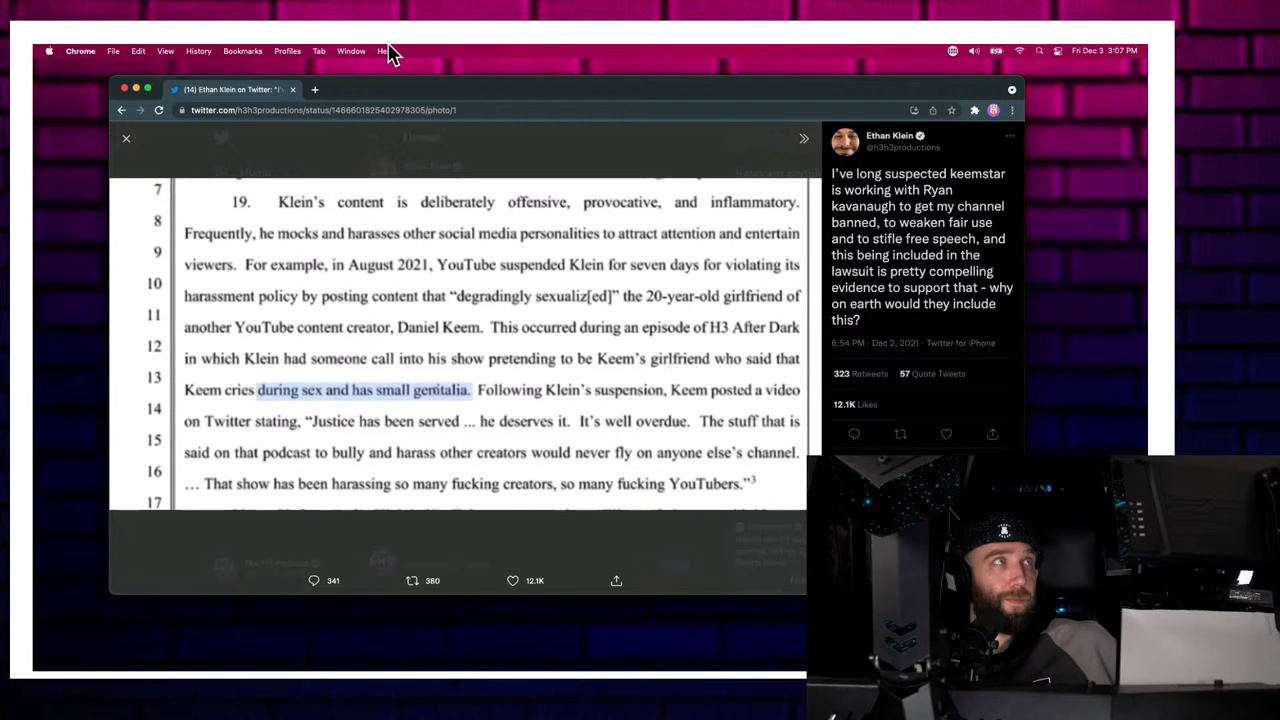 Chrome File Edit View History Bookmarks Profiles Tab Window He
Fri Dec 3 3:07 PM
(14) Ethan Klein on Twitter: "I'v
twitter.com/h3h3productions/status/1466601825402978305/photo/1
7
8
9
10
11
12
13
14
15
16
17
19. Klein's content is deliberately offensive, provocative, and inflammatory.
Frequently, he mocks and harasses other social media personalities to attract attention and entertain
viewers. For example, in August 2021, YouTube suspended Klein for seven days for violating its
harassment policy by posting content that "degradingly sexualiz[ed]" the 20-year-old girlfriend of
another YouTube content creator, Daniel Keem. This occurred during an episode of H3 After Dark
in which Klein had someone call into his show pretending to be Keem's girlfriend who said that
Keem cries during sex and has small genitalia. Following Klein's suspension, Keem posted a video
on Twitter stating, "Justice has been served ... he deserves it. It's well overdue. The stuff that is
said on that podcast to bully and harass other creators would never fly on anyone else's channel.
... That show has been harassing so many fucking creators, so many fucking YouTubers."3
341 380 12.1K
Ethan Klein
@h3h3productions
I've long suspected keemstar
is working with Ryan
kavanaugh to get my channel
banned, to weaken fair use
and to stifle free speech, and
this being included in the
lawsuit is pretty compelling
evidence to support that - why
on earth would they include
this?
6:54 PM · Dec 2, 2021 · Twitter for iPhone
323 Retweets 57 Quote Tweets
12.1K Likes